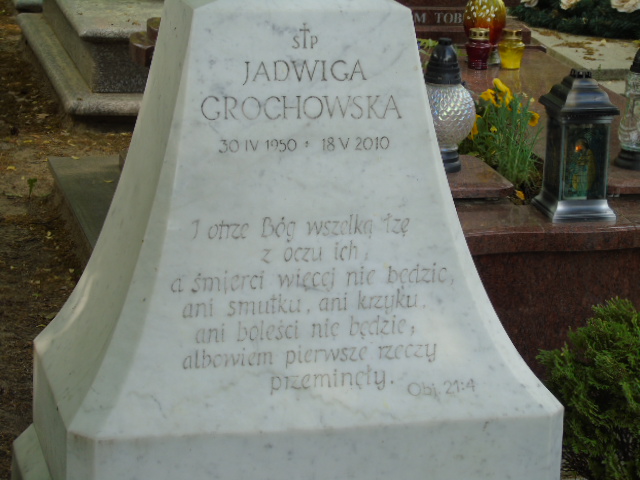 M TOB
Ś†P
JADWIGA
GROCHOWSKA
30 IV 1950 • 18 V 2010
I otrze Bóg wszelką łzę
z oczu ich,
a śmierci więcej nie będzie,
ani smutku, ani krzyku,
ani boleści nie będzie,
albowiem pierwsze rzeczy
przeminęły. Obj. 21:4